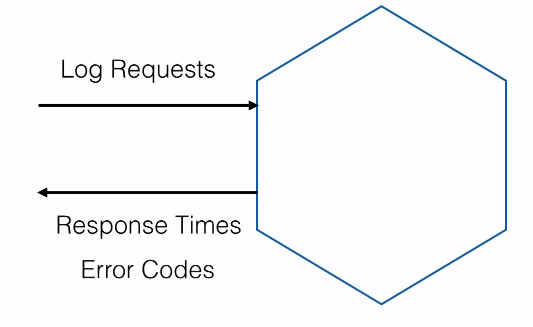 Log Requests
Response Times
Error Codes